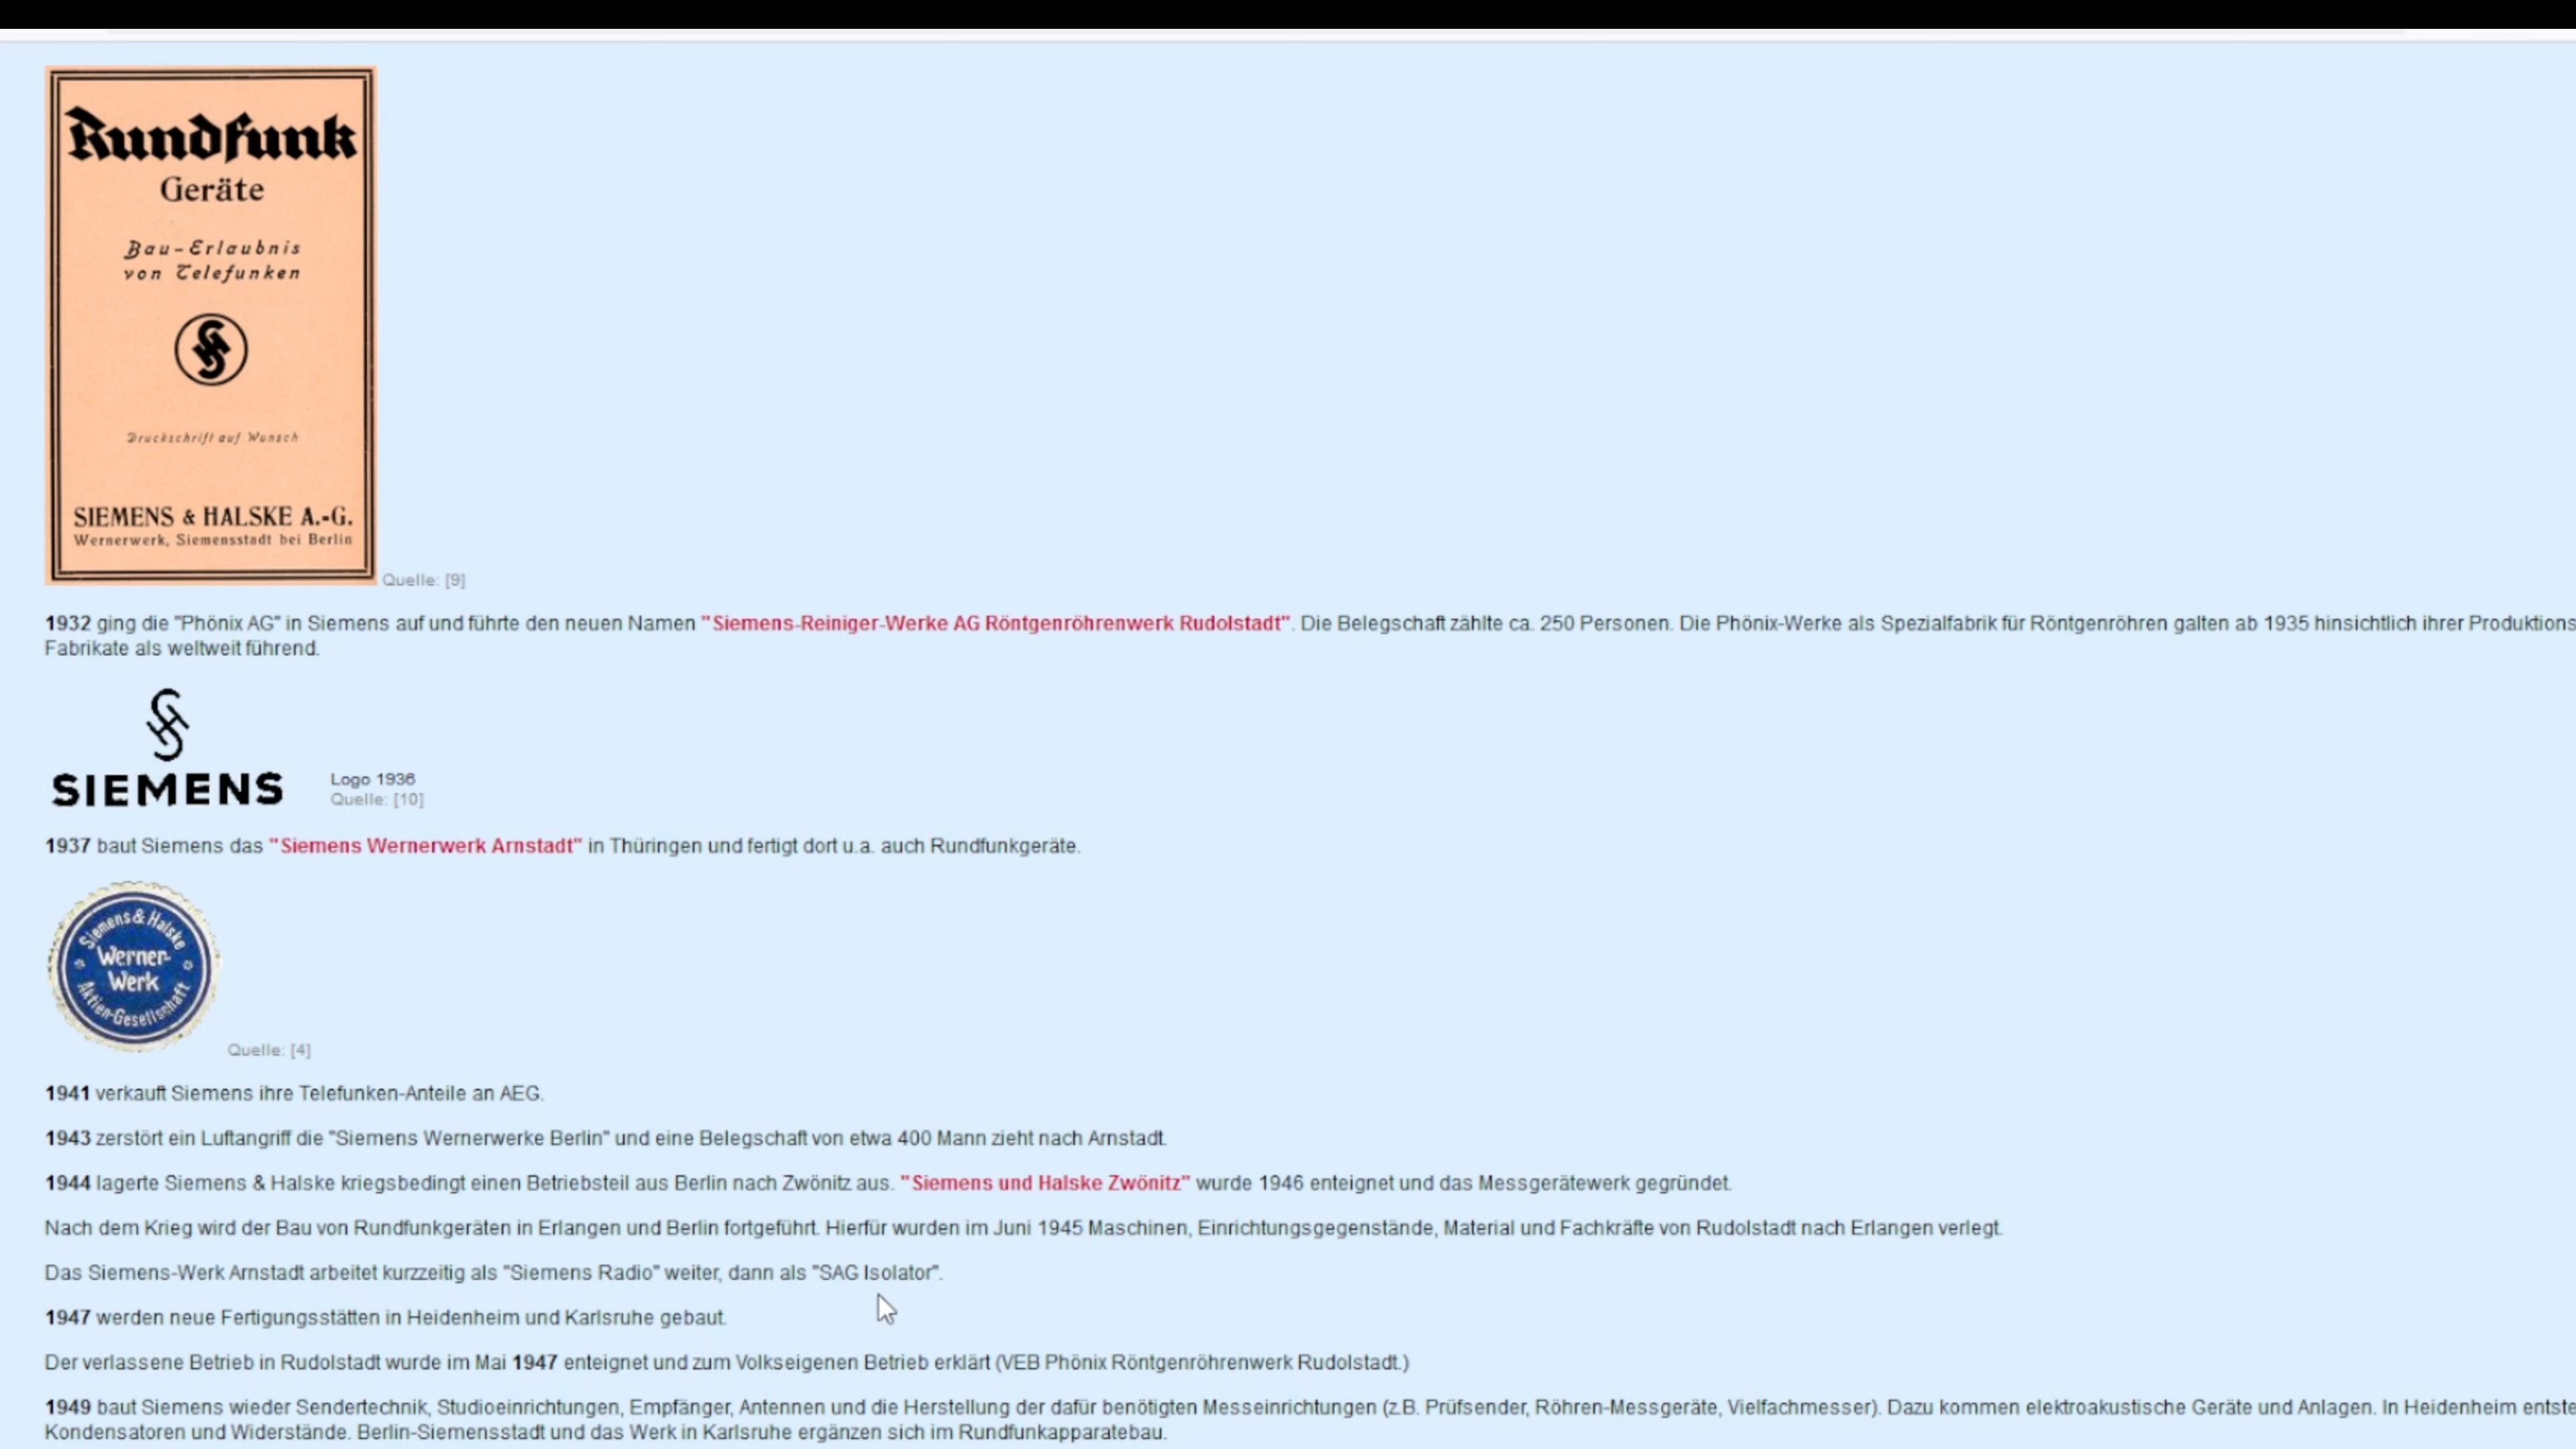 Rundfunk
Geräte
Bau-Erlaubnis
von Telefunken
Druckschrift auf Wunsch
SIEMENS & HALSKE A.-G.
Wernerwerk, Siemensstadt bei Berlin
Quelle: [9]
1932 ging die "Phönix AG" in Siemens auf und führte den neuen Namen "Siemens-Reiniger-Werke AG Röntgenröhrenwerk Rudolstadt". Die Belegschaft zählte ca. 250 Personen. Die Phönix-Werke als Spezialfabrik für Röntgenröhren galten ab 1935 hinsichtlich ihrer Produktions
Fabrikate als weltweit führend.
SIEMENS
Logo 1936
Quelle: [10]
1937 baut Siemens das "Siemens Wernerwerk Arnstadt" in Thüringen und fertigt dort u.a. auch Rundfunkgeräte.
Siemens & Halske
Werner-
Werk
Aktien-Gesellschaft
Quelle: [4]
1941 verkauft Siemens ihre Telefunken-Anteile an AEG.
1943 zerstört ein Luftangriff die "Siemens Wernerwerke Berlin" und eine Belegschaft von etwa 400 Mann zieht nach Arnstadt.
1944 lagerte Siemens & Halske kriegsbedingt einen Betriebsteil aus Berlin nach Zwönitz aus. "Siemens und Halske Zwönitz" wurde 1946 enteignet und das Messgerätewerk gegründet.
Nach dem Krieg wird der Bau von Rundfunkgeräten in Erlangen und Berlin fortgeführt. Hierfür wurden im Juni 1945 Maschinen, Einrichtungsgegenstände, Material und Fachkräfte von Rudolstadt nach Erlangen verlegt.
Das Siemens-Werk Arnstadt arbeitet kurzzeitig als "Siemens Radio" weiter, dann als "SAG Isolator".
1947 werden neue Fertigungsstätten in Heidenheim und Karlsruhe gebaut.
Der verlassene Betrieb in Rudolstadt wurde im Mai 1947 enteignet und zum Volkseigenen Betrieb erklärt (VEB Phönix Röntgenröhrenwerk Rudolstadt.)
1949 baut Siemens wieder Sendertechnik, Studioeinrichtungen, Empfänger, Antennen und die Herstellung der dafür benötigten Messeinrichtungen (z.B. Prüfsender, Röhren-Messgeräte, Vielfachmesser). Dazu kommen elektroakustische Geräte und Anlagen. In Heidenheim entste
Kondensatoren und Widerstände. Berlin-Siemensstadt und das Werk in Karlsruhe ergänzen sich im Rundfunkapparatebau.